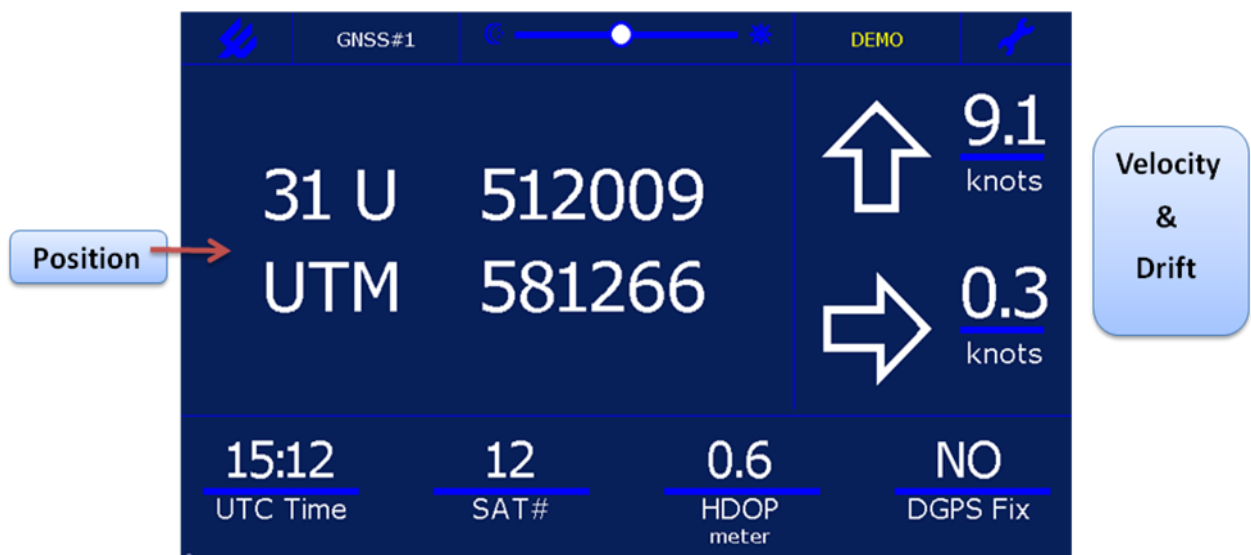 GNSS#1
DEMO
31 U 512009
UTM 581266
9.1
knots
0.3
knots
Position
Velocity
&
Drift
15:12
UTC Time
12
SAT#
0.6
HDOP
meter
NO
DGPS Fix